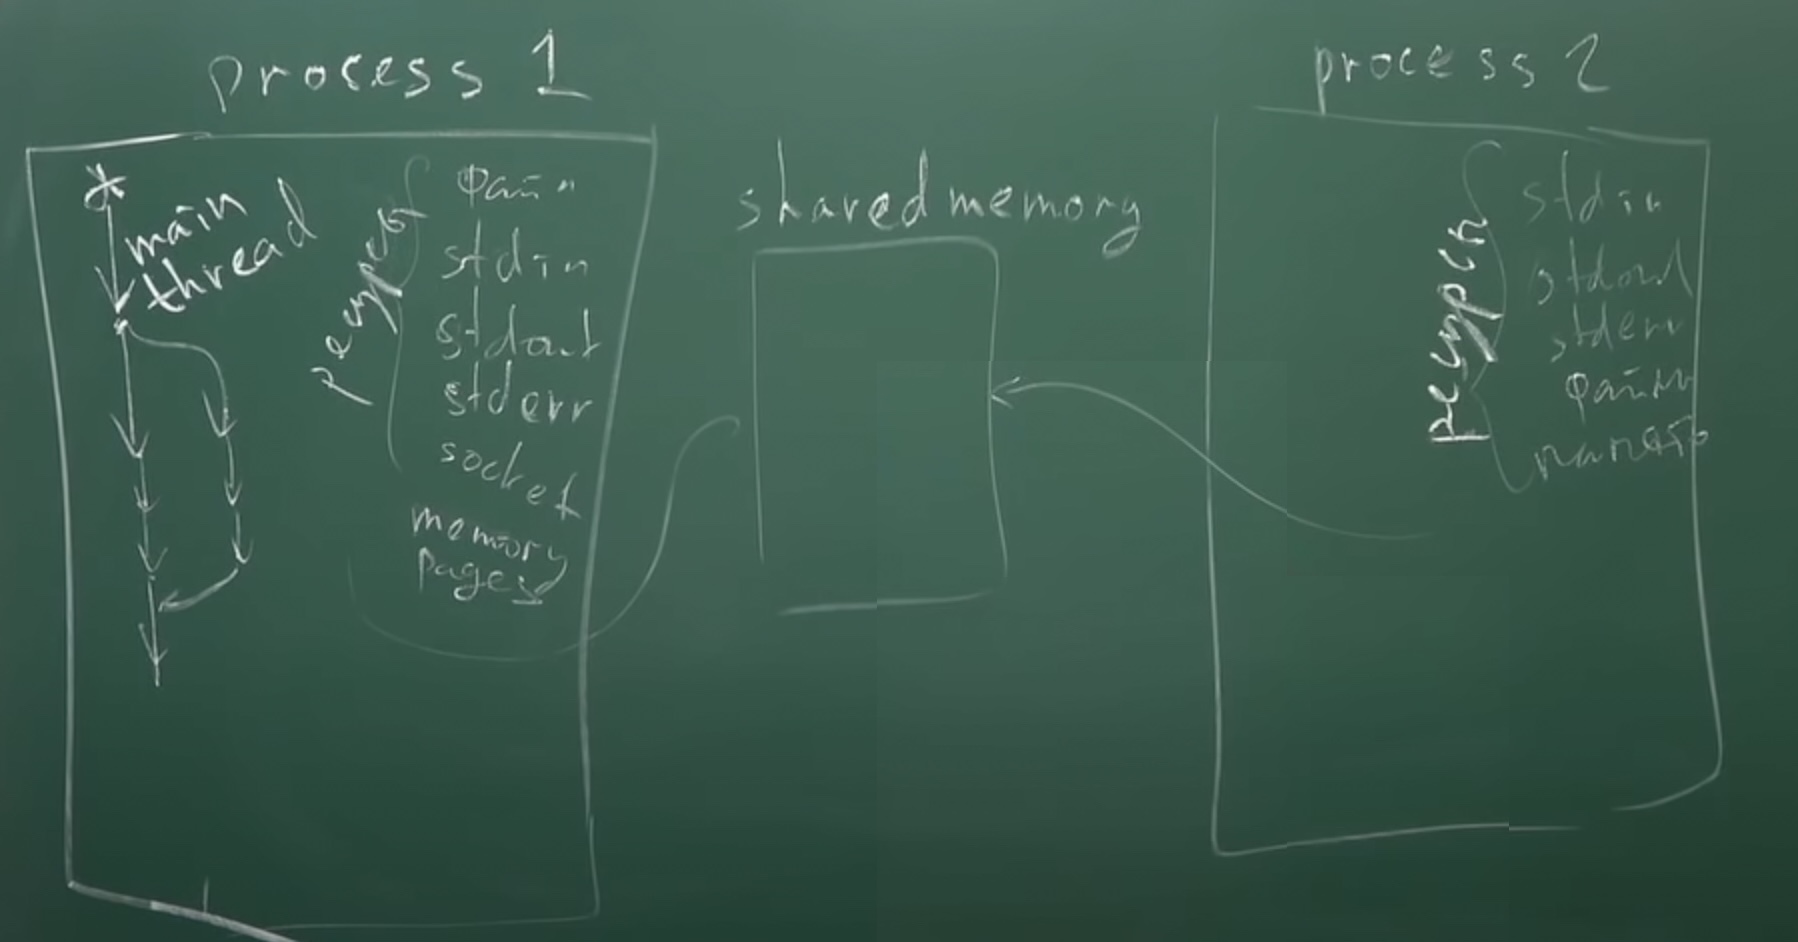 process 1
main
thread
ресурсы
файл
stdin
stdout
stderr
socket
memory
pages
shared memory
process 2
ресурсы
stdin
stdout
stderr
файлы
память